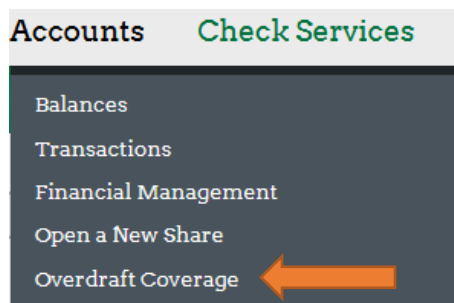 Accounts Check Services
Balances
Transactions
Financial Management
Open a New Share
Overdraft Coverage